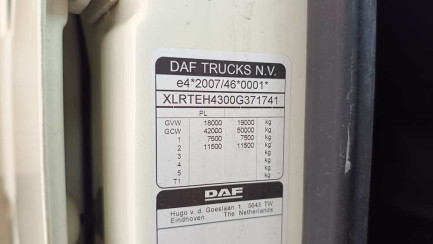 DAF TRUCKS N.V.
e4*2007/46*0001*
XLRTEH4300G371741
PL
GVW 18000 19000 kg
GCW 42000 50000 kg
1 7500 7500 kg
2 11500 11500 kg
3 kg
4 kg
5 kg
T1 kg
DAF
Hugo v. d. Goeslaan 1, 5643 TW
Eindhoven, The Netherlands